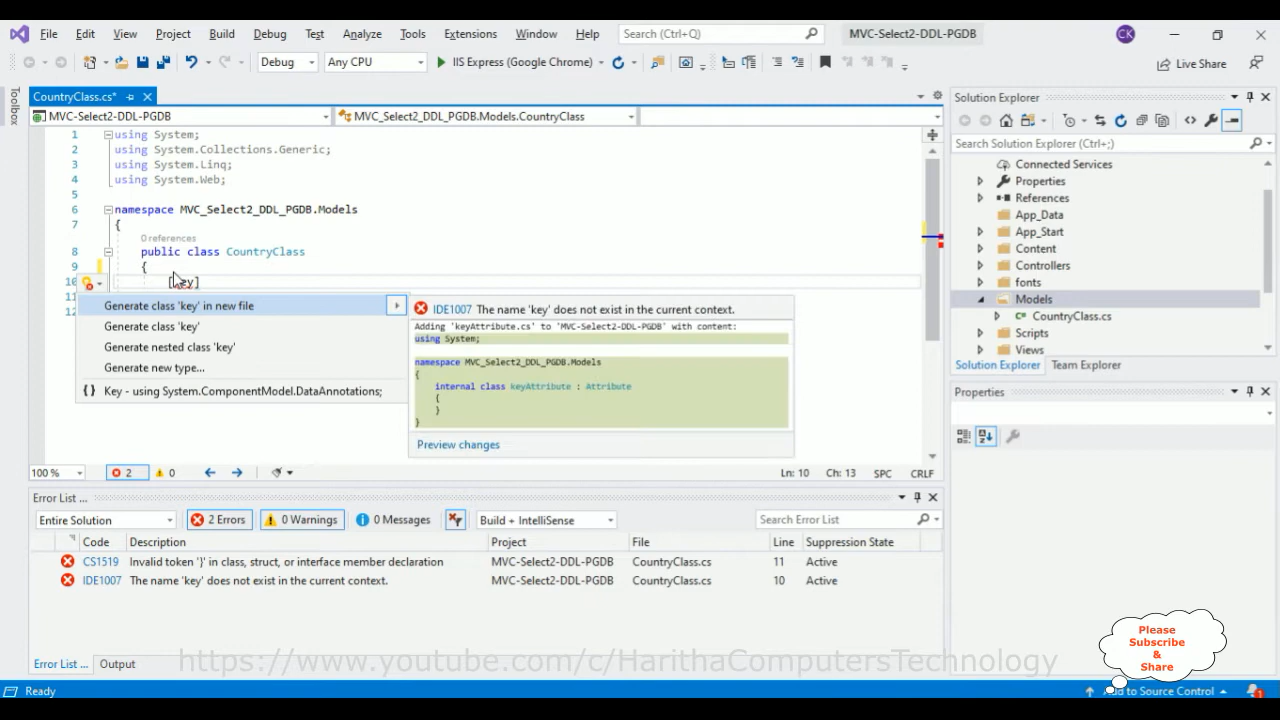 File Edit View Project Build Debug Test Analyze Tools Extensions Window Help Search (Ctrl+Q) MVC-Select2-DDL-PGDB CK
Debug Any CPU IIS Express (Google Chrome) Live Share
Toolbox
CountryClass.cs*
MVC-Select2-DDL-PGDB MVC_Select2_DDL_PGDB.Models.CountryClass
1 using System;
2 using System.Collections.Generic;
3 using System.Linq;
4 using System.Web;
5
6 namespace MVC_Select2_DDL_PGDB.Models
7 {
0 references
8 public class CountryClass
9 {
10 [key]
Generate class 'key' in new file
Generate class 'key'
Generate nested class 'key'
Generate new type...
{ } Key - using System.ComponentModel.DataAnnotations;
IDE1007 The name 'key' does not exist in the current context.
Adding 'keyAttribute.cs' to 'MVC-Select2-DDL-PGDB' with content:
using System;
namespace MVC_Select2_DDL_PGDB.Models
{
internal class keyAttribute : Attribute
{
}
}
Preview changes
100 % 2 0 Ln: 10 Ch: 13 SPC CRLF
Solution Explorer
Search Solution Explorer (Ctrl+;)
Connected Services
Properties
References
App_Data
App_Start
Content
Controllers
fonts
Models
CountryClass.cs
Scripts
Views
Solution Explorer Team Explorer
Properties
Error List ...
Entire Solution 2 Errors 0 Warnings 0 Messages Build + IntelliSense Search Error List
Code Description Project File Line Suppression State
CS1519 Invalid token '}' in class, struct, or interface member declaration MVC-Select2-DDL-PGDB CountryClass.cs 11 Active
IDE1007 The name 'key' does not exist in the current context. MVC-Select2-DDL-PGDB CountryClass.cs 10 Active
Please
Subscribe
&
Share
Error List ... Output
https://www.youtube.com/c/HarithaComputersTechnology
Ready Add to Source Control 1